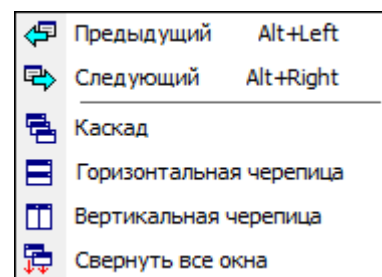 Предыдущий Alt+Left
Следующий Alt+Right
Каскад
Горизонтальная черепица
Вертикальная черепица
Свернуть все окна